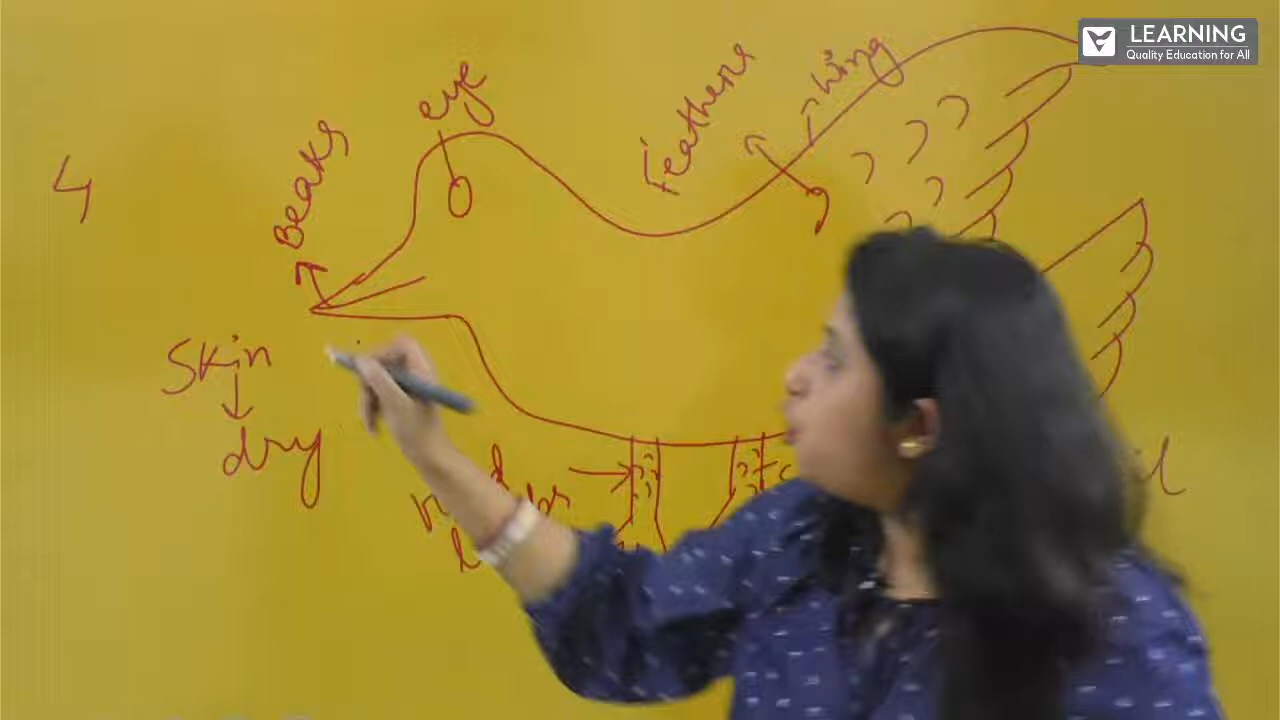 LEARNING
Quality Education for All
Wing
Feathers
eye
Beaks
4
Skin
dry